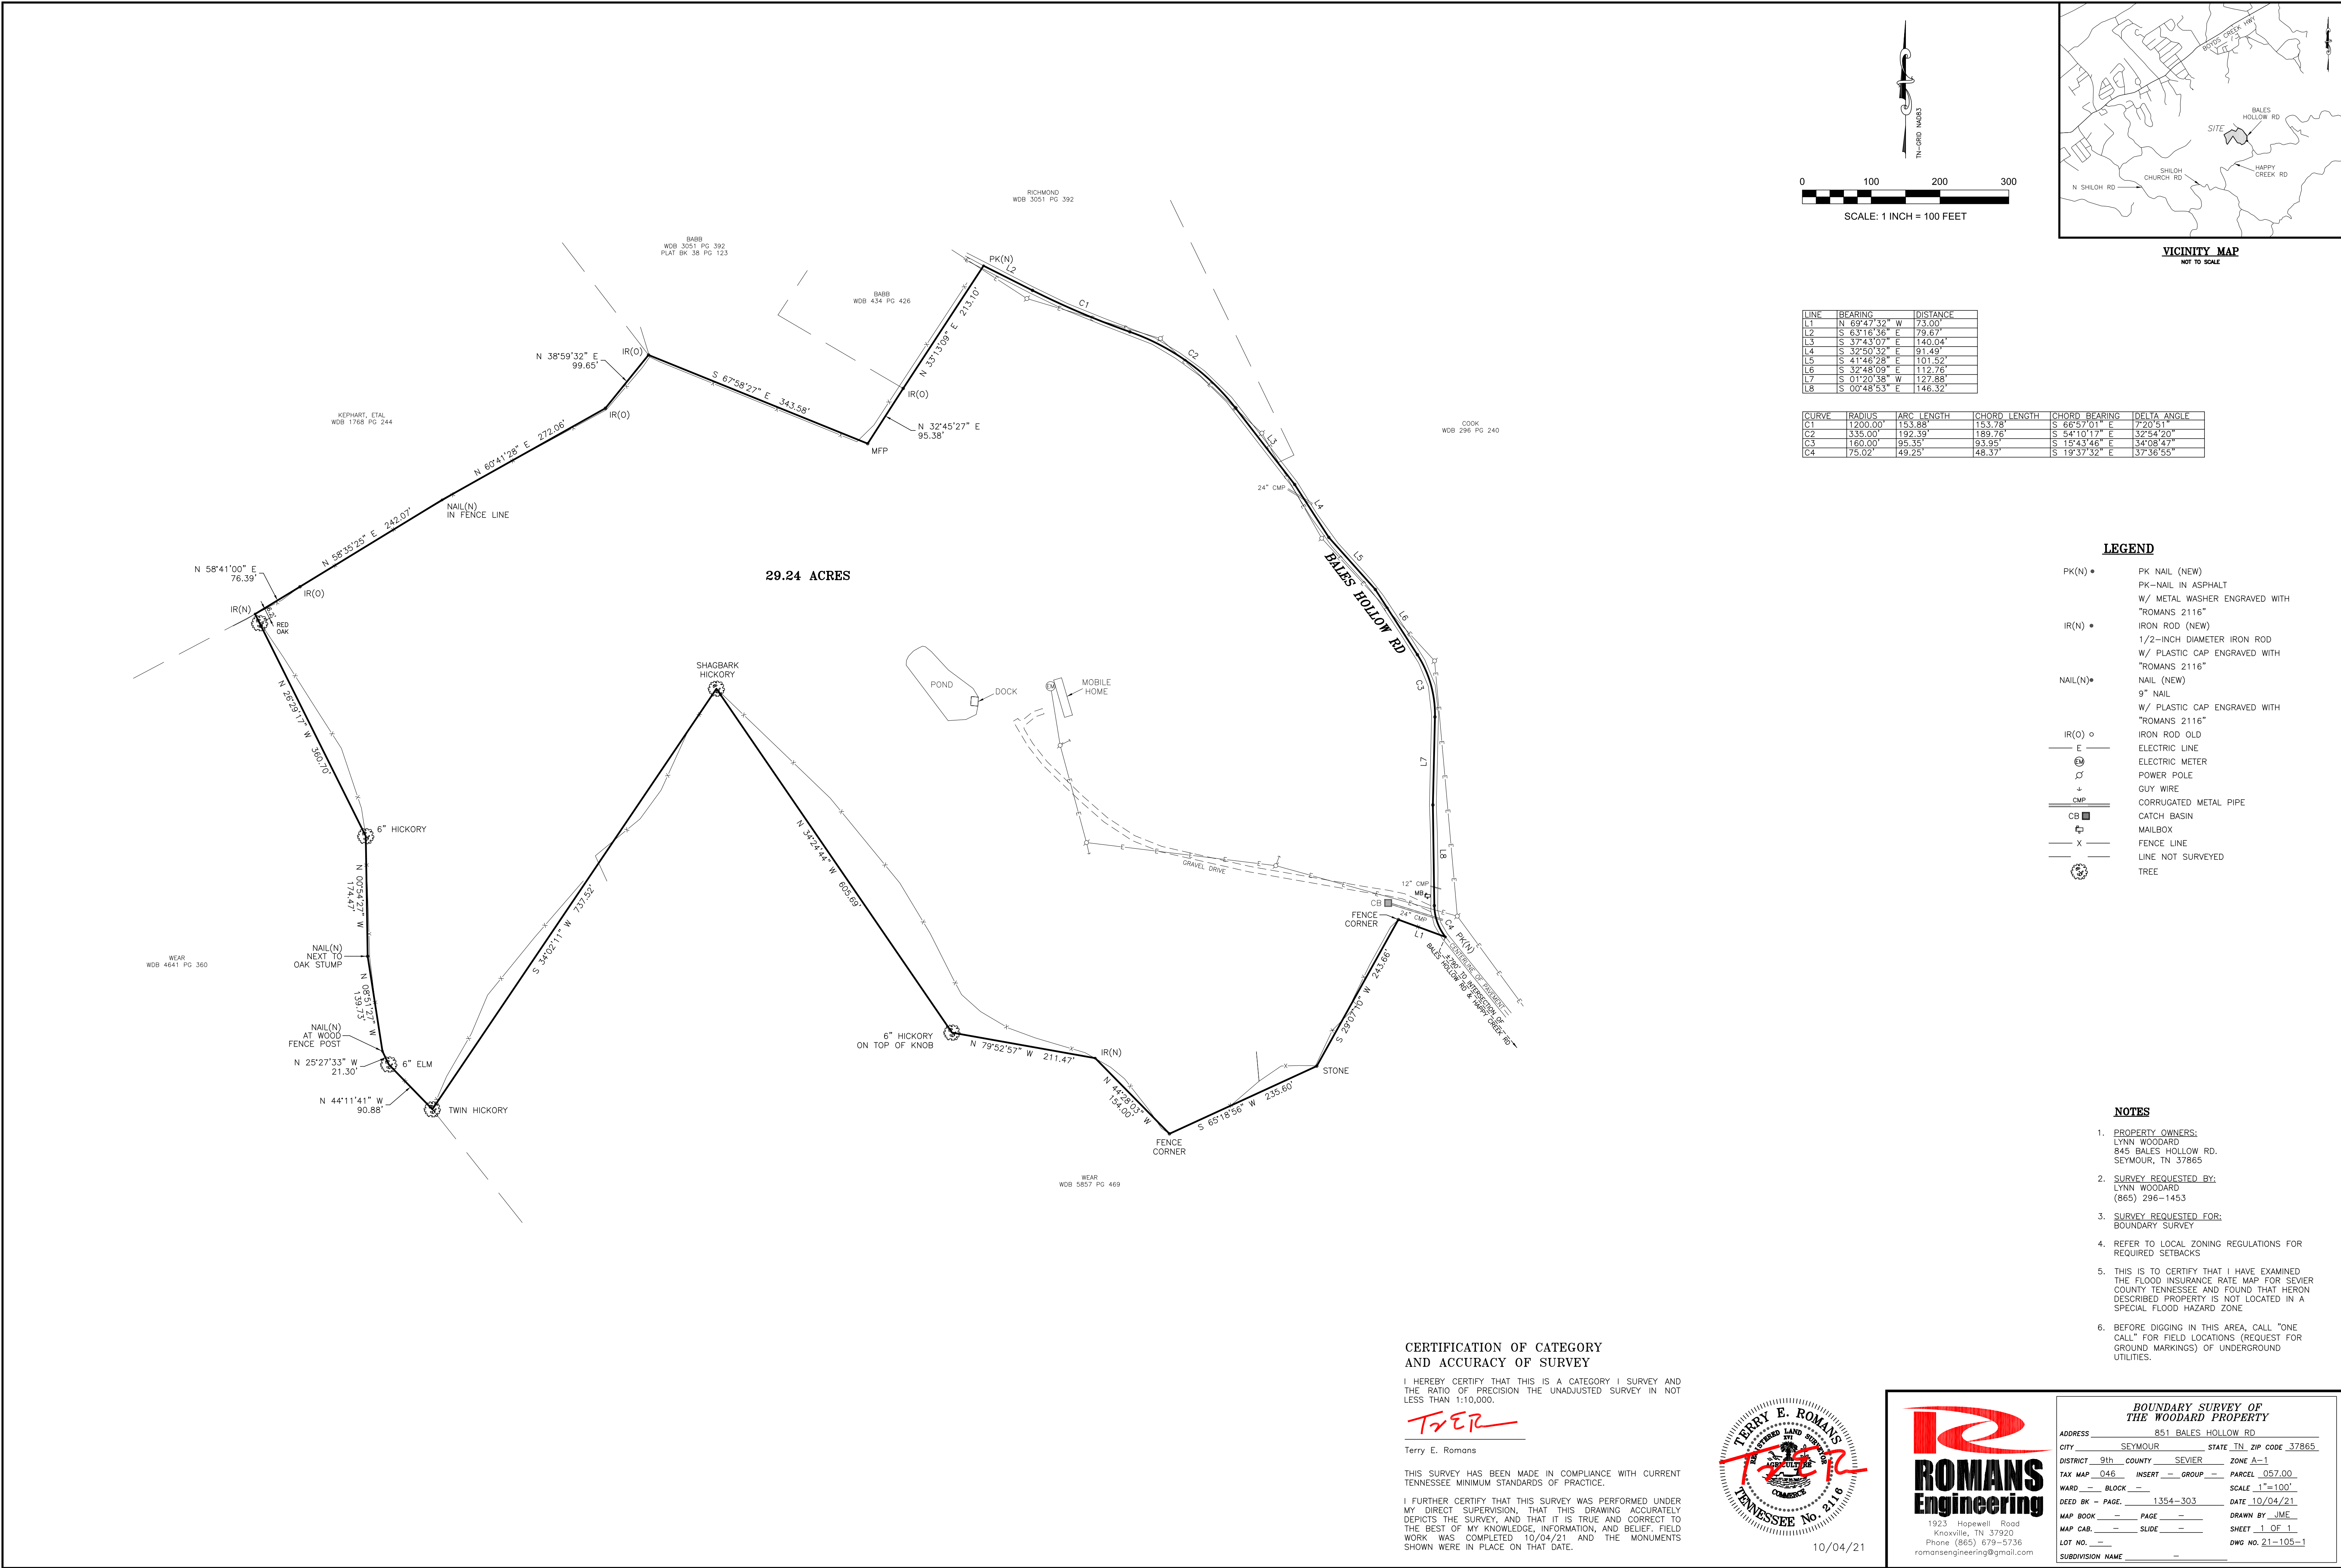 TN-GRID NAD83
0 100 200 300
SCALE: 1 INCH = 100 FEET
BOYDS CREEK HWY
BALES
HOLLOW RD
SITE
HAPPY
CREEK RD
SHILOH
CHURCH RD
N SHILOH RD
VICINITY MAP
NOT TO SCALE
RICHMOND
WDB 3051 PG 392
BABB
WDB 3051 PG 392
PLAT BK 38 PG 123
BABB
WDB 434 PG 426
KEPHART, ETAL
WDB 1768 PG 244
COOK
WDB 296 PG 240
WEAR
WDB 4641 PG 360
WEAR
WDB 5857 PG 469
PK(N)
L2
C1
C2
L3
24" CMP
L4
L5
BALES HOLLOW RD
L6
C3
L7
L8
N 33°13'09" E 213.10'
IR(O)
N 32°45'27" E
95.38'
MFP
S 67°58'27" E 343.58'
IR(O)
N 38°59'32" E
99.65'
IR(O)
N 60°41'28" E 272.06'
NAIL(N)
IN FENCE LINE
N 58°35'25" E 242.07'
N 58°41'00" E
76.39'
IR(O)
IR(N)
RED
OAK
N 26°29'17" W 360.70'
6" HICKORY
N 00°54'27" W
174.47'
NAIL(N)
NEXT TO
OAK STUMP
N 08°51'27" W
139.73'
NAIL(N)
AT WOOD
FENCE POST
N 25°27'33" W
21.30'
6" ELM
N 44°11'41" W
90.88'
TWIN HICKORY
S 34°02'11" W 737.52'
SHAGBARK
HICKORY
N 34°24'44" W 605.69'
6" HICKORY
ON TOP OF KNOB
N 79°52'57" W 211.47'
IR(N)
N 44°28'03" W
154.00'
FENCE
CORNER
S 65°18'56" W 235.60'
STONE
S 29°07'10" W 243.66'
FENCE
CORNER
L1
C4
PK(N)
12" CMP
MB
CB
24" CMP
CENTERLINE OF PAVEMENT
±790' TO INTERSECTION OF
BALES HOLLOW RD & HAPPY CREEK RD
29.24 ACRES
POND
DOCK
EM
MOBILE
HOME
GRAVEL DRIVE
LINE BEARING DISTANCE
L1 N 69°47'32" W 73.00'
L2 S 63°16'36" E 79.67'
L3 S 37°43'07" E 140.04'
L4 S 32°50'32" E 91.49'
L5 S 41°46'28" E 101.52'
L6 S 32°48'09" E 112.76'
L7 S 01°20'38" W 127.88'
L8 S 00°48'53" E 146.32'
CURVE RADIUS ARC LENGTH CHORD LENGTH CHORD BEARING DELTA ANGLE
C1 1200.00' 153.88' 153.78' S 66°57'01" E 7°20'51"
C2 335.00' 192.39' 189.76' S 54°10'17" E 32°54'20"
C3 160.00' 95.35' 93.95' S 15°43'46" E 34°08'47"
C4 75.02' 49.25' 48.37' S 19°37'32" E 37°36'55"
LEGEND
PK(N) PK NAIL (NEW)
PK-NAIL IN ASPHALT
W/ METAL WASHER ENGRAVED WITH
"ROMANS 2116"
IR(N) IRON ROD (NEW)
1/2-INCH DIAMETER IRON ROD
W/ PLASTIC CAP ENGRAVED WITH
"ROMANS 2116"
NAIL(N) NAIL (NEW)
9" NAIL
W/ PLASTIC CAP ENGRAVED WITH
"ROMANS 2116"
IR(O) IRON ROD OLD
E ELECTRIC LINE
EM ELECTRIC METER
POWER POLE
GUY WIRE
CMP CORRUGATED METAL PIPE
CB CATCH BASIN
MAILBOX
X FENCE LINE
LINE NOT SURVEYED
TREE
NOTES
1. PROPERTY OWNERS:
LYNN WOODARD
845 BALES HOLLOW RD.
SEYMOUR, TN 37865
2. SURVEY REQUESTED BY:
LYNN WOODARD
(865) 296-1453
3. SURVEY REQUESTED FOR:
BOUNDARY SURVEY
4. REFER TO LOCAL ZONING REGULATIONS FOR
REQUIRED SETBACKS
5. THIS IS TO CERTIFY THAT I HAVE EXAMINED
THE FLOOD INSURANCE RATE MAP FOR SEVIER
COUNTY TENNESSEE AND FOUND THAT HERON
DESCRIBED PROPERTY IS NOT LOCATED IN A
SPECIAL FLOOD HAZARD ZONE
6. BEFORE DIGGING IN THIS AREA, CALL "ONE
CALL" FOR FIELD LOCATIONS (REQUEST FOR
GROUND MARKINGS) OF UNDERGROUND
UTILITIES.
CERTIFICATION OF CATEGORY
AND ACCURACY OF SURVEY
I HEREBY CERTIFY THAT THIS IS A CATEGORY I SURVEY AND
THE RATIO OF PRECISION THE UNADJUSTED SURVEY IN NOT
LESS THAN 1:10,000.
TER
Terry E. Romans
THIS SURVEY HAS BEEN MADE IN COMPLIANCE WITH CURRENT
TENNESSEE MINIMUM STANDARDS OF PRACTICE.
I FURTHER CERTIFY THAT THIS SURVEY WAS PERFORMED UNDER
MY DIRECT SUPERVISION, THAT THIS DRAWING ACCURATELY
DEPICTS THE SURVEY, AND THAT IT IS TRUE AND CORRECT TO
THE BEST OF MY KNOWLEDGE, INFORMATION, AND BELIEF. FIELD
WORK WAS COMPLETED 10/04/21 AND THE MONUMENTS
SHOWN WERE IN PLACE ON THAT DATE.
TERRY E. ROMANS
REGISTERED LAND SURVEYOR
XVI
AGRICULTURE
COMMERCE
TENNESSEE No. 2116
TER
10/04/21
ROMANS
Engineering
1923 Hopewell Road
Knoxville, TN 37920
Phone (865) 679-5736
romansengineering@gmail.com
BOUNDARY SURVEY OF
THE WOODARD PROPERTY
ADDRESS 851 BALES HOLLOW RD
CITY SEYMOUR STATE TN ZIP CODE 37865
DISTRICT 9th COUNTY SEVIER ZONE A-1
TAX MAP 046 INSERT - GROUP - PARCEL 057.00
WARD - BLOCK - SCALE 1"=100'
DEED BK - PAGE. 1354-303 DATE 10/04/21
MAP BOOK - PAGE - DRAWN BY JME
MAP CAB. - SLIDE - SHEET 1 OF 1
LOT NO. - DWG NO. 21-105-1
SUBDIVISION NAME -